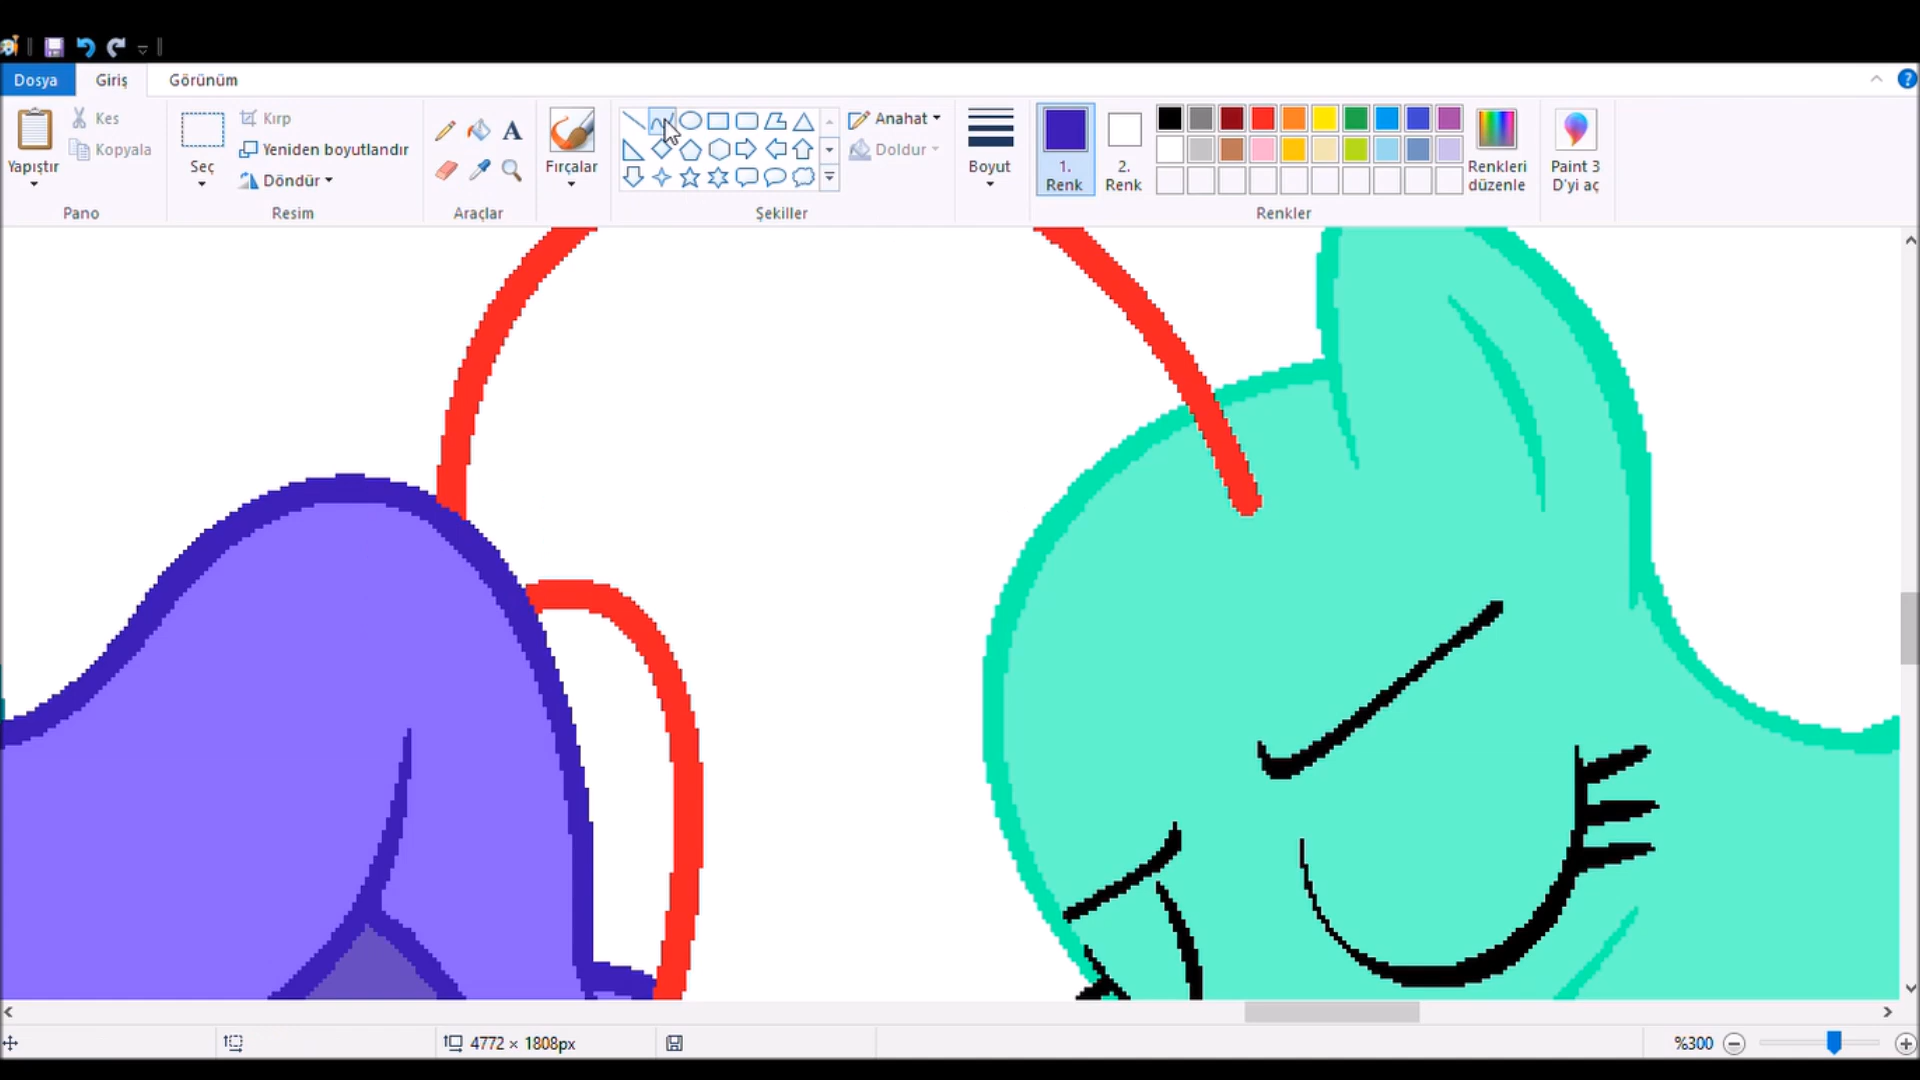 Dosya Giriş Görünüm
Yapıştır
Kes
Kopyala
Pano
Seç
Kırp
Yeniden boyutlandır
Döndür
Resim
A
Araçlar
Fırçalar
Şekiller
Anahat
Doldur
Boyut
1.
Renk
2.
Renk
Renkleri
düzenle
Renkler
Paint 3
D'yi aç
?
4772 × 1808px
%300